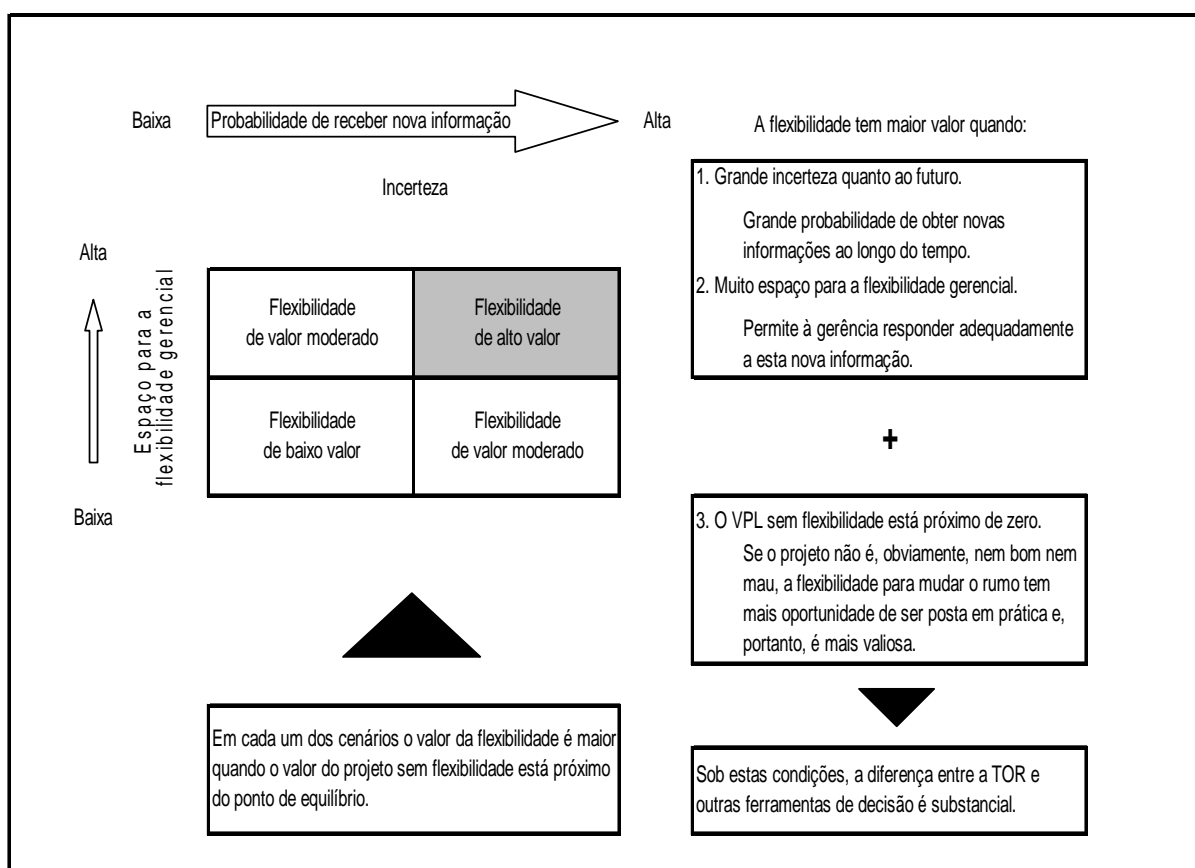 Baixa
Probabilidade de receber nova informação
Alta
Incerteza
Alta
Espaço para a
flexibilidade gerencial
Baixa
Flexibilidade
de valor moderado
Flexibilidade
de alto valor
Flexibilidade
de baixo valor
Flexibilidade
de valor moderado
Em cada um dos cenários o valor da flexibilidade é maior
quando o valor do projeto sem flexibilidade está próximo
do ponto de equilíbrio.
A flexibilidade tem maior valor quando:
1. Grande incerteza quanto ao futuro.
Grande probabilidade de obter novas
informações ao longo do tempo.
2. Muito espaço para a flexibilidade gerencial.
Permite à gerência responder adequadamente
a esta nova informação.
+
3. O VPL sem flexibilidade está próximo de zero.
Se o projeto não é, obviamente, nem bom nem
mau, a flexibilidade para mudar o rumo tem
mais oportunidade de ser posta em prática e,
portanto, é mais valiosa.
Sob estas condições, a diferença entre a TOR e
outras ferramentas de decisão é substancial.